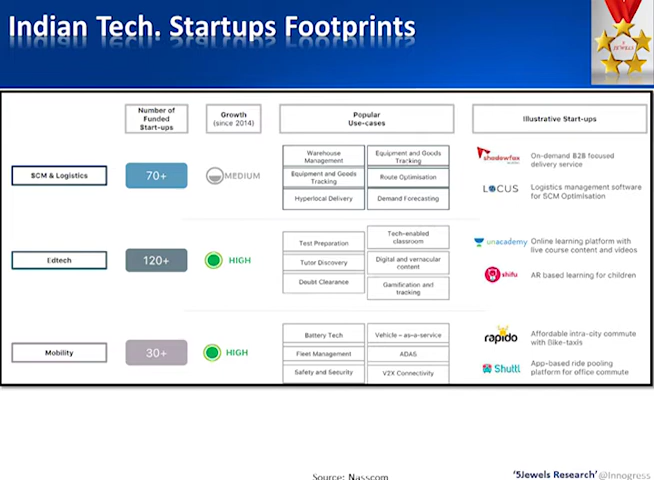 Indian Tech. Startups Footprints
5
JEWELS
Number of
Funded
Start-ups
Growth
(since 2014)
Popular
Use-cases
Illustrative Start-ups
SCM & Logistics
70+
MEDIUM
Warehouse
Management
Equipment and Goods
Tracking
Equipment and Goods
Tracking
Route Optimisation
Hyperlocal Delivery
Demand Forecasting
shadowfax
On-demand B2B focused
delivery service
LOCUS
Logistics management software
for SCM Optimisation
Edtech
120+
HIGH
Test Preparation
Tech-enabled
classroom
Tutor Discovery
Digital and vernacular
content
Doubt Clearance
Gamification and
tracking
unacademy
Online learning platform with
live course content and videos
shifu
AR based learning for children
Mobility
30+
HIGH
Battery Tech
Vehicle –as-a-service
Fleet Management
ADAS
Safety and Security
V2X Connectivity
rapido
Affordable intra-city commute
with Bike-taxis
Shuttl
App-based ride pooling
platform for office commute
Source: Nasscom
'5Jewels Research'@Innogress